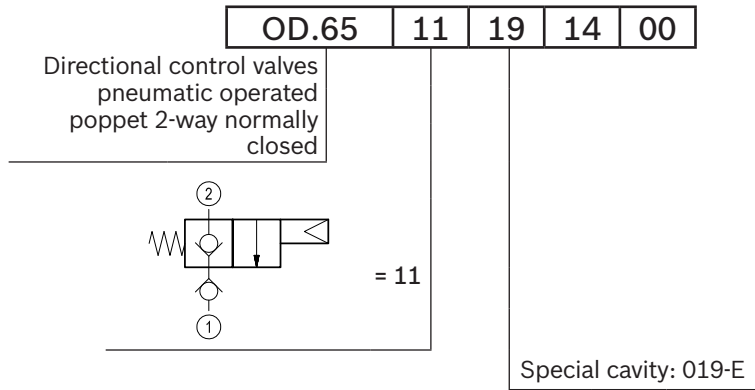 OD.65 11 19 14 00
Directional control valves
pneumatic operated
poppet 2-way normally
closed
2
= 11
1
Special cavity: 019-E